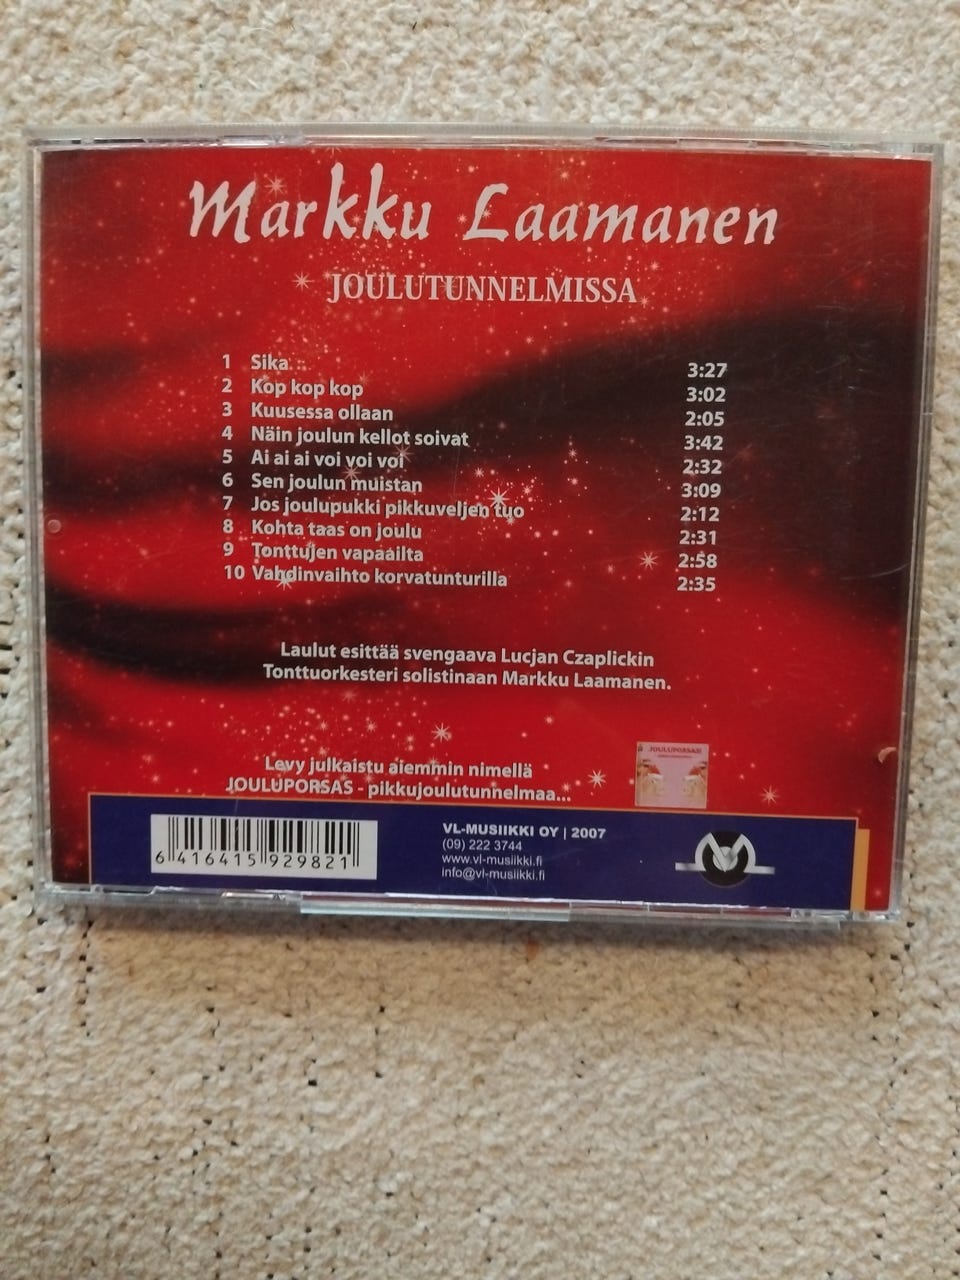 Markku Laamanen
JOULUTUNNELMISSA
1 Sika 3:27
2 Kop kop kop 3:02
3 Kuusessa ollaan 2:05
4 Näin joulun kellot soivat 3:42
5 Ai ai ai voi voi voi 2:32
6 Sen joulun muistan 3:09
7 Jos joulupukki pikkuveljen tuo 2:12
8 Kohta taas on joulu 2:31
9 Tonttujen vapaailta 2:58
10 Vahdinvaihto korvatunturilla 2:35
Laulut esittää svengaava Lucjan Czaplickin
Tonttuorkesteri solistinaan Markku Laamanen.
Levy julkaistu aiemmin nimellä
JOULUPORSAS - pikkujoulutunnelmaa...
JOULUPORSAS
6 416415 929821
VL-MUSIIKKI OY | 2007
(09) 222 3744
www.vl-musiikki.fi
info@vl-musiikki.fi